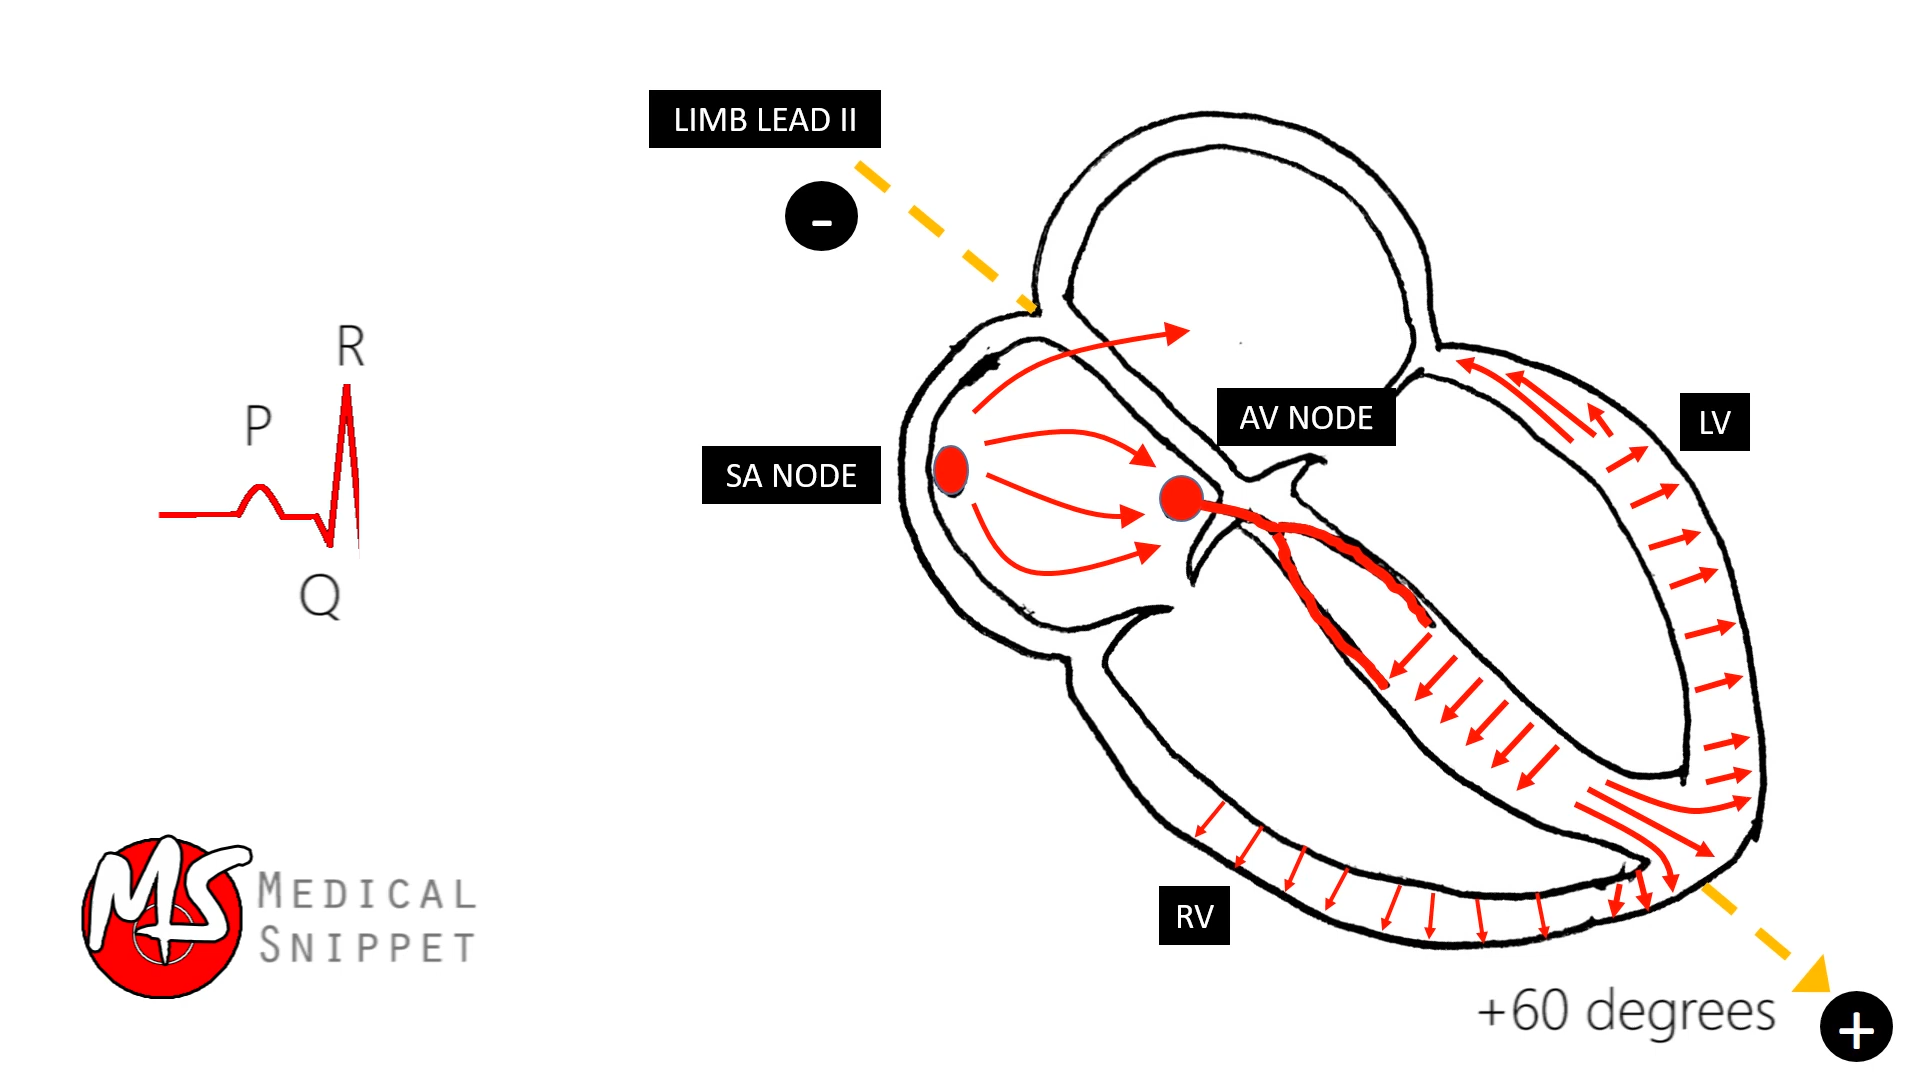 LIMB LEAD II
-
R
P
AV NODE
LV
SA NODE
Q
MS
MEDICAL
SNIPPET
RV
+60 degrees
+